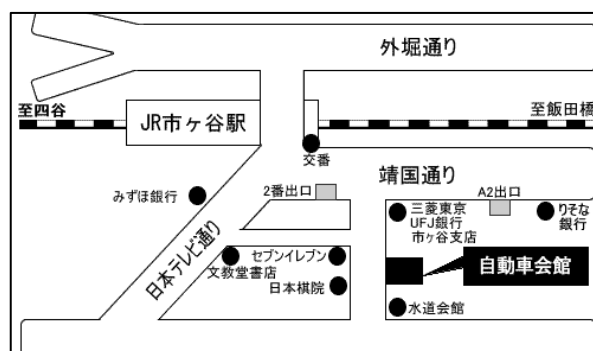 外堀通り
至四谷
JR市ヶ谷駅
至飯田橋
交番
靖国通り
みずほ銀行
2番出口
A2出口
三菱東京
UFJ銀行
市ヶ谷支店
りそな
銀行
日本テレビ通り
セブンイレブン
文教堂書店
日本棋院
自動車会館
水道会館